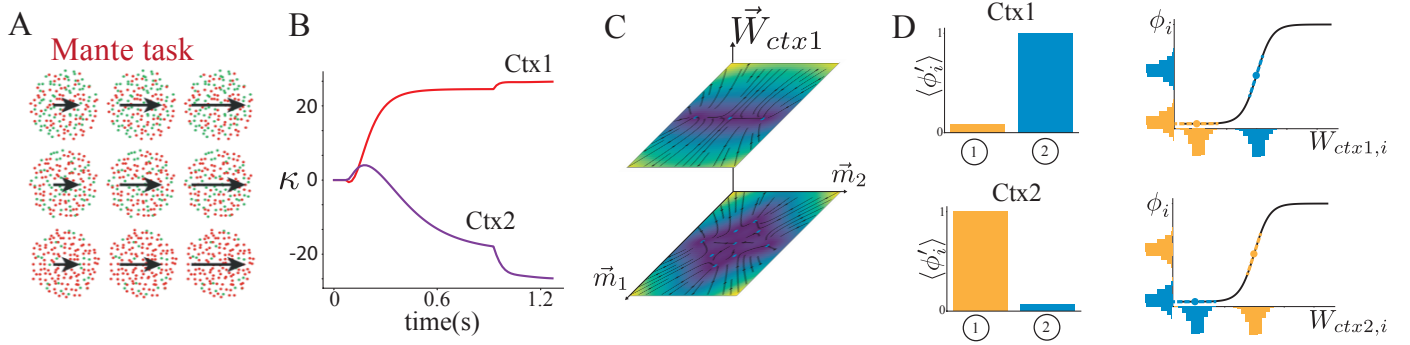 A
Mante task
B
Ctx1
Ctx2
κ
20
0
-20
0
0.6
1.2
time(s)
C
W⃗ctx1
m⃗2
m⃗1
D
Ctx1
⟨ϕ′i⟩
1
0
1
2
ϕi
Wctx1,i
Ctx2
⟨ϕ′i⟩
1
0
1
2
ϕi
Wctx2,i